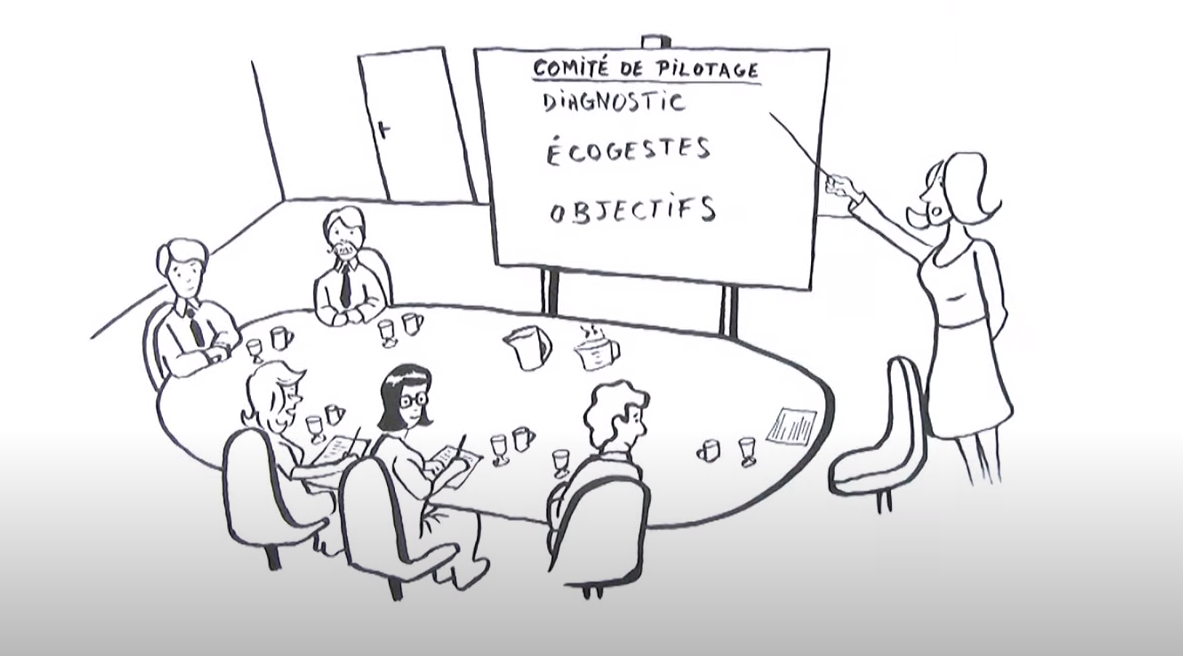 COMITÉ DE PILOTAGE
DIAGNOSTIC
ÉCOGESTES
OBJECTIFS